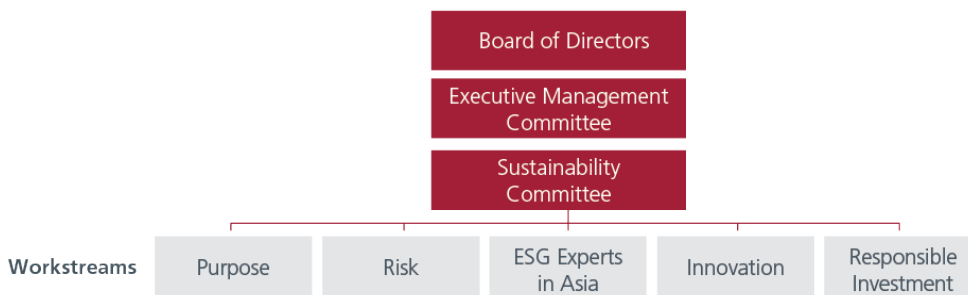 Board of Directors
Executive Management
Committee
Sustainability
Committee
Workstreams
Purpose
Risk
ESG Experts
in Asia
Innovation
Responsible
Investment